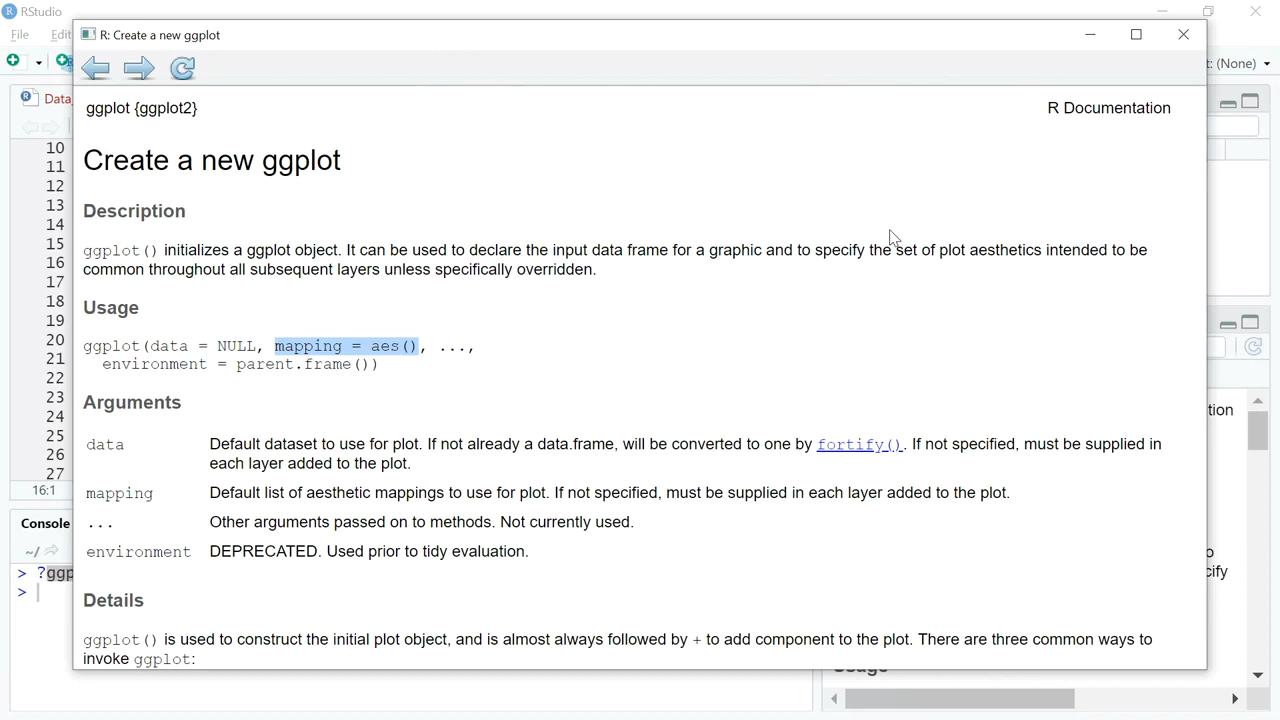 RStudio
File Edit
R: Create a new ggplot
: (None)
Data
ggplot {ggplot2} R Documentation
Create a new ggplot
Description
ggplot() initializes a ggplot object. It can be used to declare the input data frame for a graphic and to specify the set of plot aesthetics intended to be
common throughout all subsequent layers unless specifically overridden.
Usage
ggplot(data = NULL, mapping = aes(), ...,
environment = parent.frame())
Arguments
data Default dataset to use for plot. If not already a data.frame, will be converted to one by fortify(). If not specified, must be supplied in
each layer added to the plot.
mapping Default list of aesthetic mappings to use for plot. If not specified, must be supplied in each layer added to the plot.
... Other arguments passed on to methods. Not currently used.
environment DEPRECATED. Used prior to tidy evaluation.
Details
ggplot() is used to construct the initial plot object, and is almost always followed by + to add component to the plot. There are three common ways to
invoke ggplot:
10
11
12
13
14
15
16
17
18
19
20
21
22
23
24
25
26
27
16:1
Console
~/
> ?ggp
>
tion
o
cify